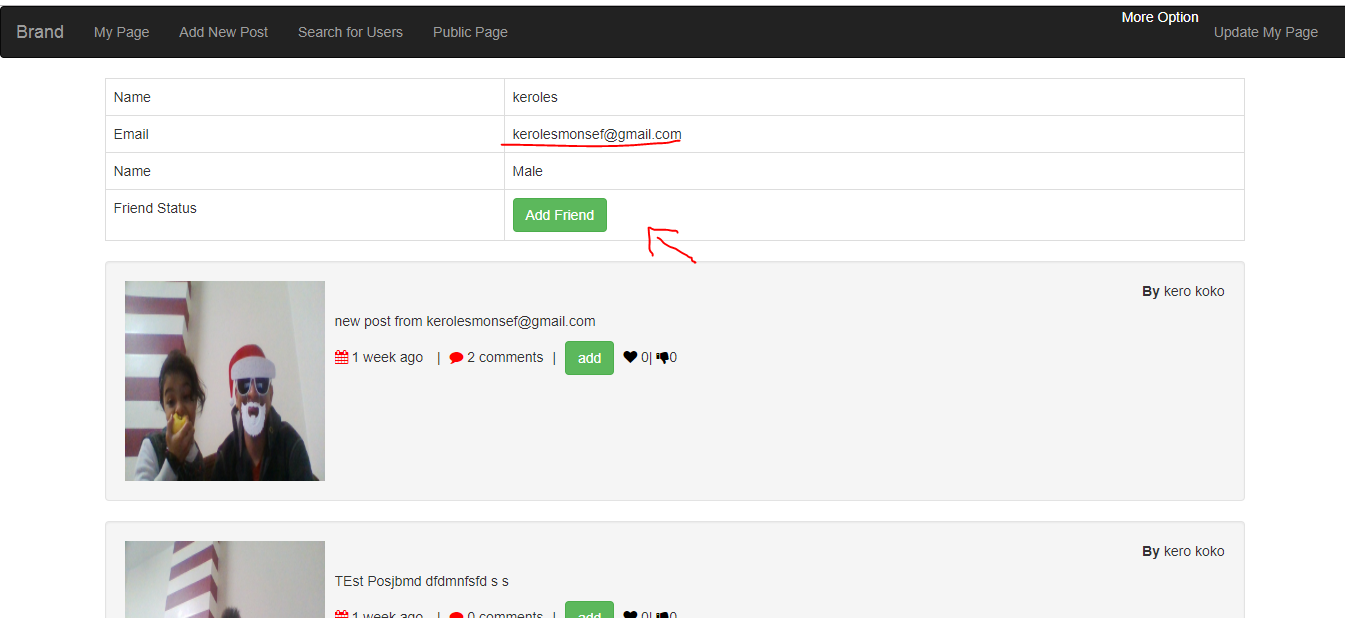 More Option
Brand My Page Add New Post Search for Users Public Page Update My Page
Name keroles
Email kerolesmonsef@gmail.com
Name Male
Friend Status Add Friend
By kero koko
new post from kerolesmonsef@gmail.com
1 week ago | 2 comments | add 0| 0
By kero koko
TEst Posjbmd dfdmnfsfd s s
1 week ago | 0 comments | add 0| 0